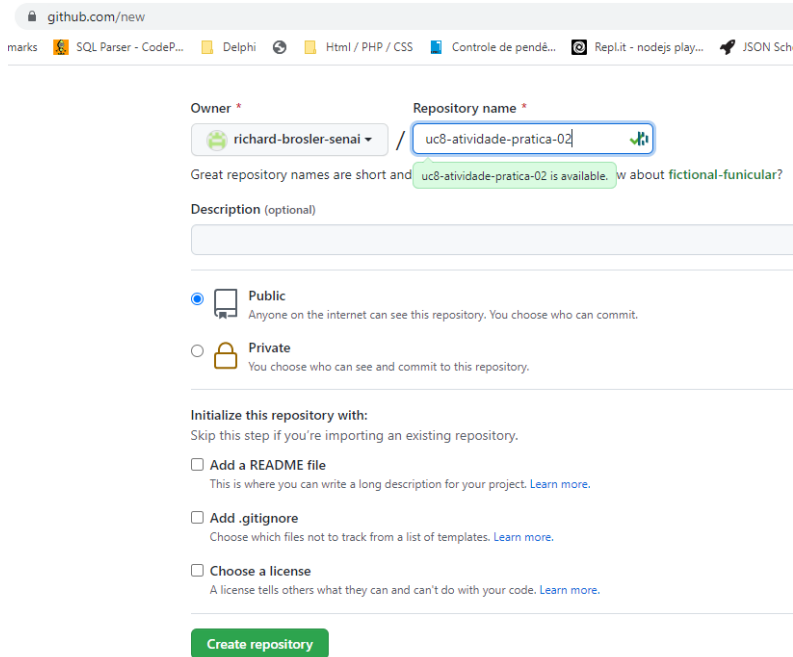 github.com/new
marks SQL Parser - CodeP... Delphi Html / PHP / CSS Controle de pendê... Repl.it - nodejs play... JSON Sch
Owner * Repository name *
richard-brosler-senai / uc8-atividade-pratica-02
Great repository names are short and uc8-atividade-pratica-02 is available. w about fictional-funicular?
Description (optional)
Public
Anyone on the internet can see this repository. You choose who can commit.
Private
You choose who can see and commit to this repository.
Initialize this repository with:
Skip this step if you're importing an existing repository.
Add a README file
This is where you can write a long description for your project. Learn more.
Add .gitignore
Choose which files not to track from a list of templates. Learn more.
Choose a license
A license tells others what they can and can't do with your code. Learn more.
Create repository